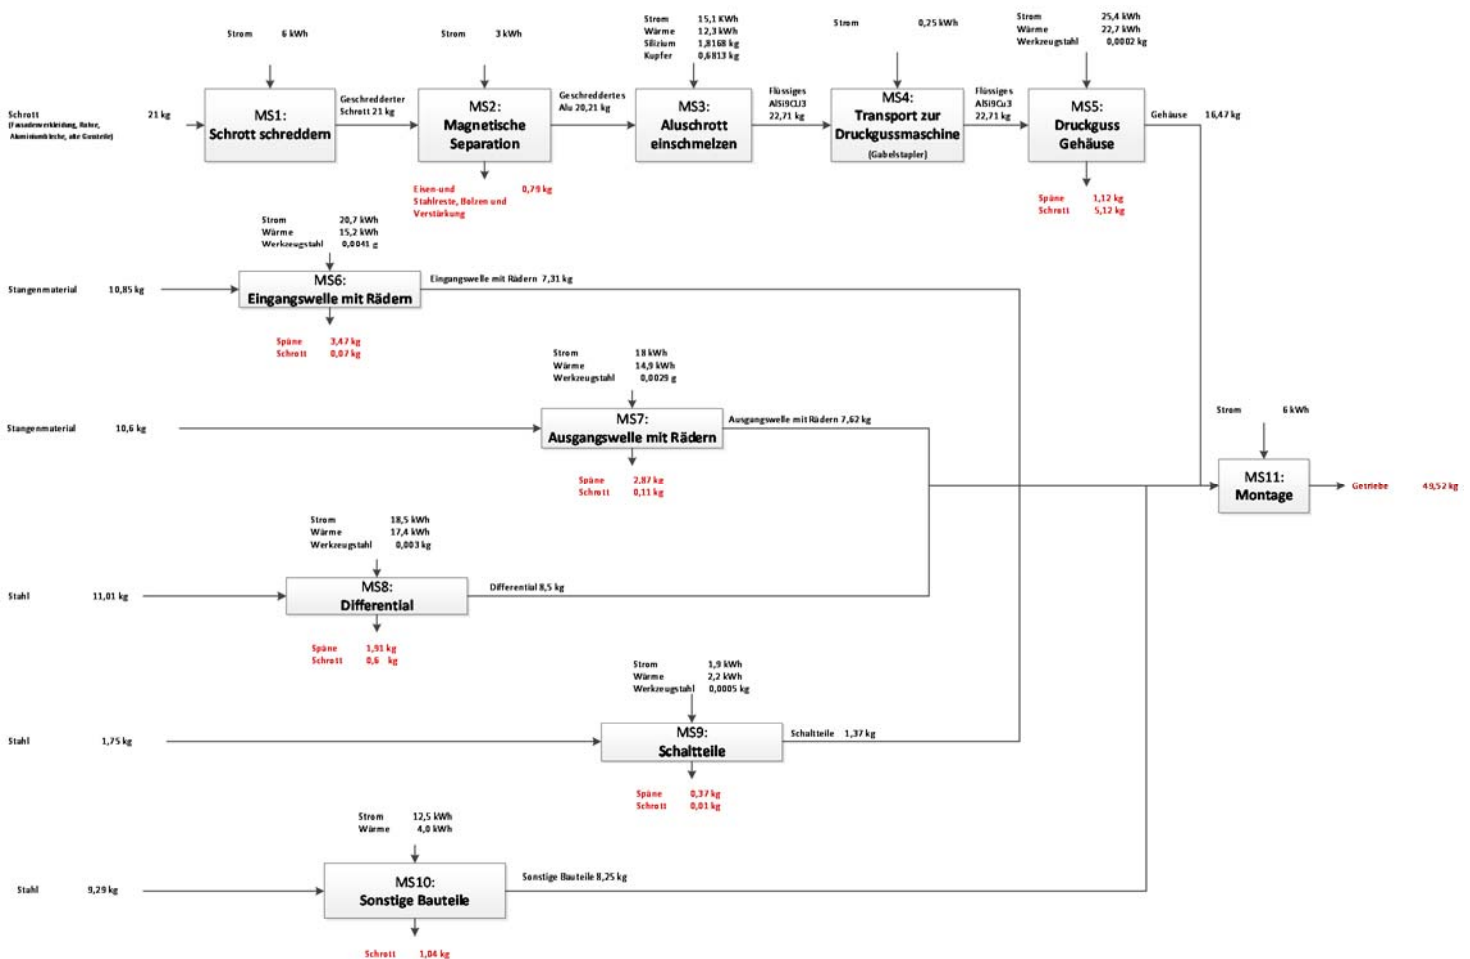 Strom 6 kWh
Strom 3 kWh
Strom 15,1 KWh
Wärme 12,3 kWh
Silizium 1,8168 kg
Kupfer 0,6813 kg
Strom 0,25 kWh
Strom 25,4 kWh
Wärme 22,7 kWh
Werkzeugstahl 0,0002 kg
Schrott 21 kg
(Fassadenverkleidung, Rohre,
Aluminiumbleche, alte Gussteile)
MS1:
Schrott schreddern
Geschredderter
Schrott 21 kg
MS2:
Magnetische
Separation
Geschreddertes
Alu 20,21 kg
MS3:
Aluschrott
einschmelzen
Flüssiges
AlSi9CU3
22,71 kg
MS4:
Transport zur
Druckgussmaschine
(Gabelstapler)
Flüssiges
AlSi9Cu3
22,71 kg
MS5:
Druckguss
Gehäuse
Gehäuse 16,47 kg
Eisen-und 0,79 kg
Stahlreste, Bolzen und
Verstärkung
Späne 1,12 kg
Schrott 5,12 kg
Strom 20,7 kWh
Wärme 15,2 kWh
Werkzeugstahl 0,0041 g
Stangenmaterial 10,85 kg
MS6:
Eingangswelle mit Rädern
Eingangswelle mit Rädern 7,31 kg
Späne 3,47 kg
Schrott 0,07 kg
Strom 18 kWh
Wärme 14,9 kWh
Werkzeugstahl 0,0029 g
Stangenmaterial 10,6 kg
MS7:
Ausgangswelle mit Rädern
Ausgangswelle mit Rädern 7,62 kg
Späne 2,87 kg
Schrott 0,11 kg
Strom 6 kWh
MS11:
Montage
Getriebe 49,52 kg
Strom 18,5 kWh
Wärme 17,4 kWh
Werkzeugstahl 0,003 kg
Stahl 11,01 kg
MS8:
Differential
Differential 8,5 kg
Späne 1,91 kg
Schrott 0,6 kg
Strom 1,9 kWh
Wärme 2,2 kWh
Werkzeugstahl 0,0005 kg
Stahl 1,75 kg
MS9:
Schaltteile
Schaltteile 1,37 kg
Späne 0,37 kg
Schrott 0,01 kg
Strom 12,5 kWh
Wärme 4,0 kWh
Stahl 9,29 kg
MS10:
Sonstige Bauteile
Sonstige Bauteile 8,25 kg
Schrott 1,04 kg